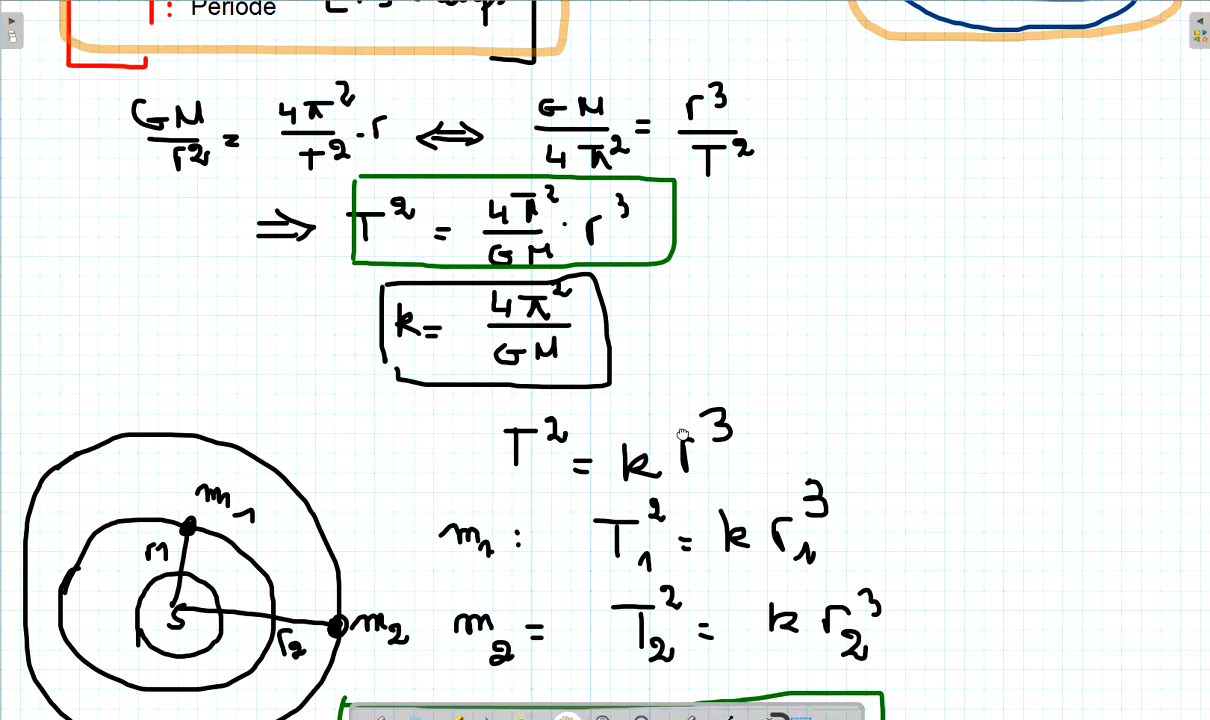 : Periode
GM/r² = 4π²/T² · r ⟺ GM/4π² = r³/T²
⟹ T² = 4π²/GM · r³
k = 4π²/GM
T² = k r³
m₁ : T₁² = k r₁³
m₂ = T₂² = k r₂³
m₁
r1
S
r₂
m₂